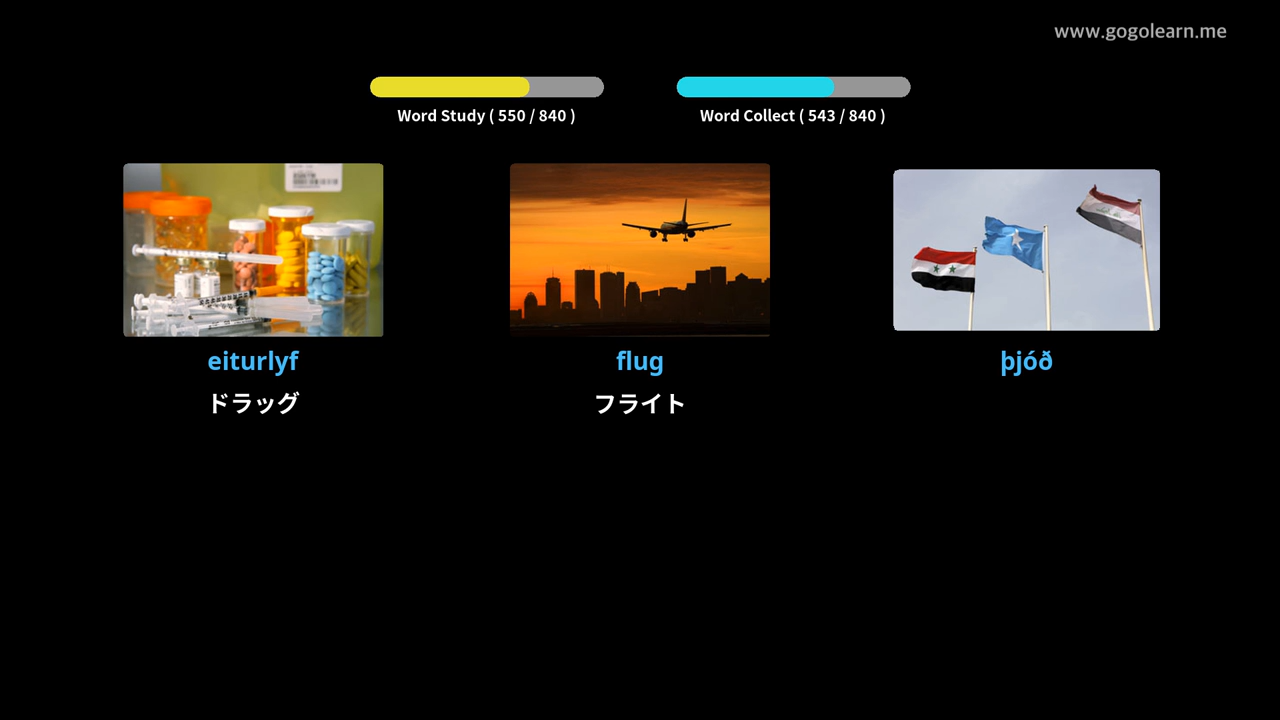 www.gogolearn.me
Word Study ( 550 / 840 )
Word Collect ( 543 / 840 )
eiturlyf
ドラッグ
flug
フライト
þjóð